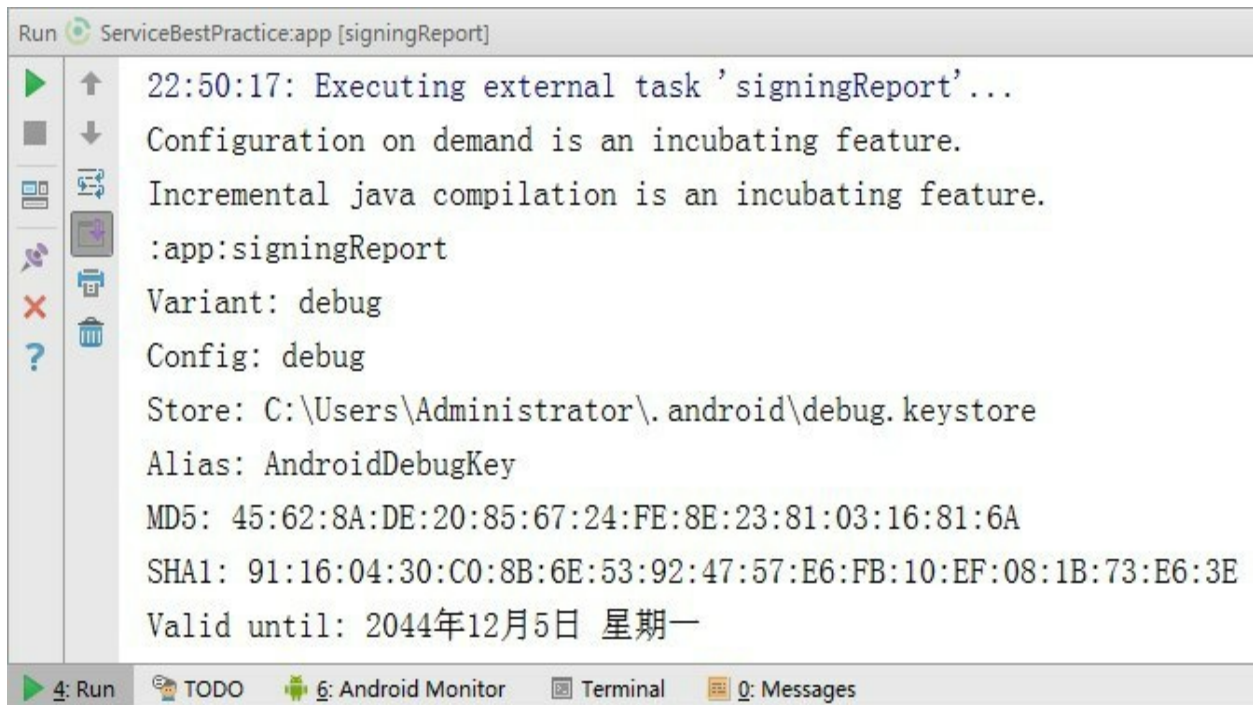 Run ServiceBestPractice:app [signingReport]
22:50:17: Executing external task 'signingReport'...
Configuration on demand is an incubating feature.
Incremental java compilation is an incubating feature.
:app:signingReport
Variant: debug
Config: debug
Store: C:\Users\Administrator\.android\debug.keystore
Alias: AndroidDebugKey
MD5: 45:62:8A:DE:20:85:67:24:FE:8E:23:81:03:16:81:6A
SHA1: 91:16:04:30:C0:8B:6E:53:92:47:57:E6:FB:10:EF:08:1B:73:E6:3E
Valid until: 2044年12月5日 星期一
4: Run TODO 6: Android Monitor Terminal 0: Messages